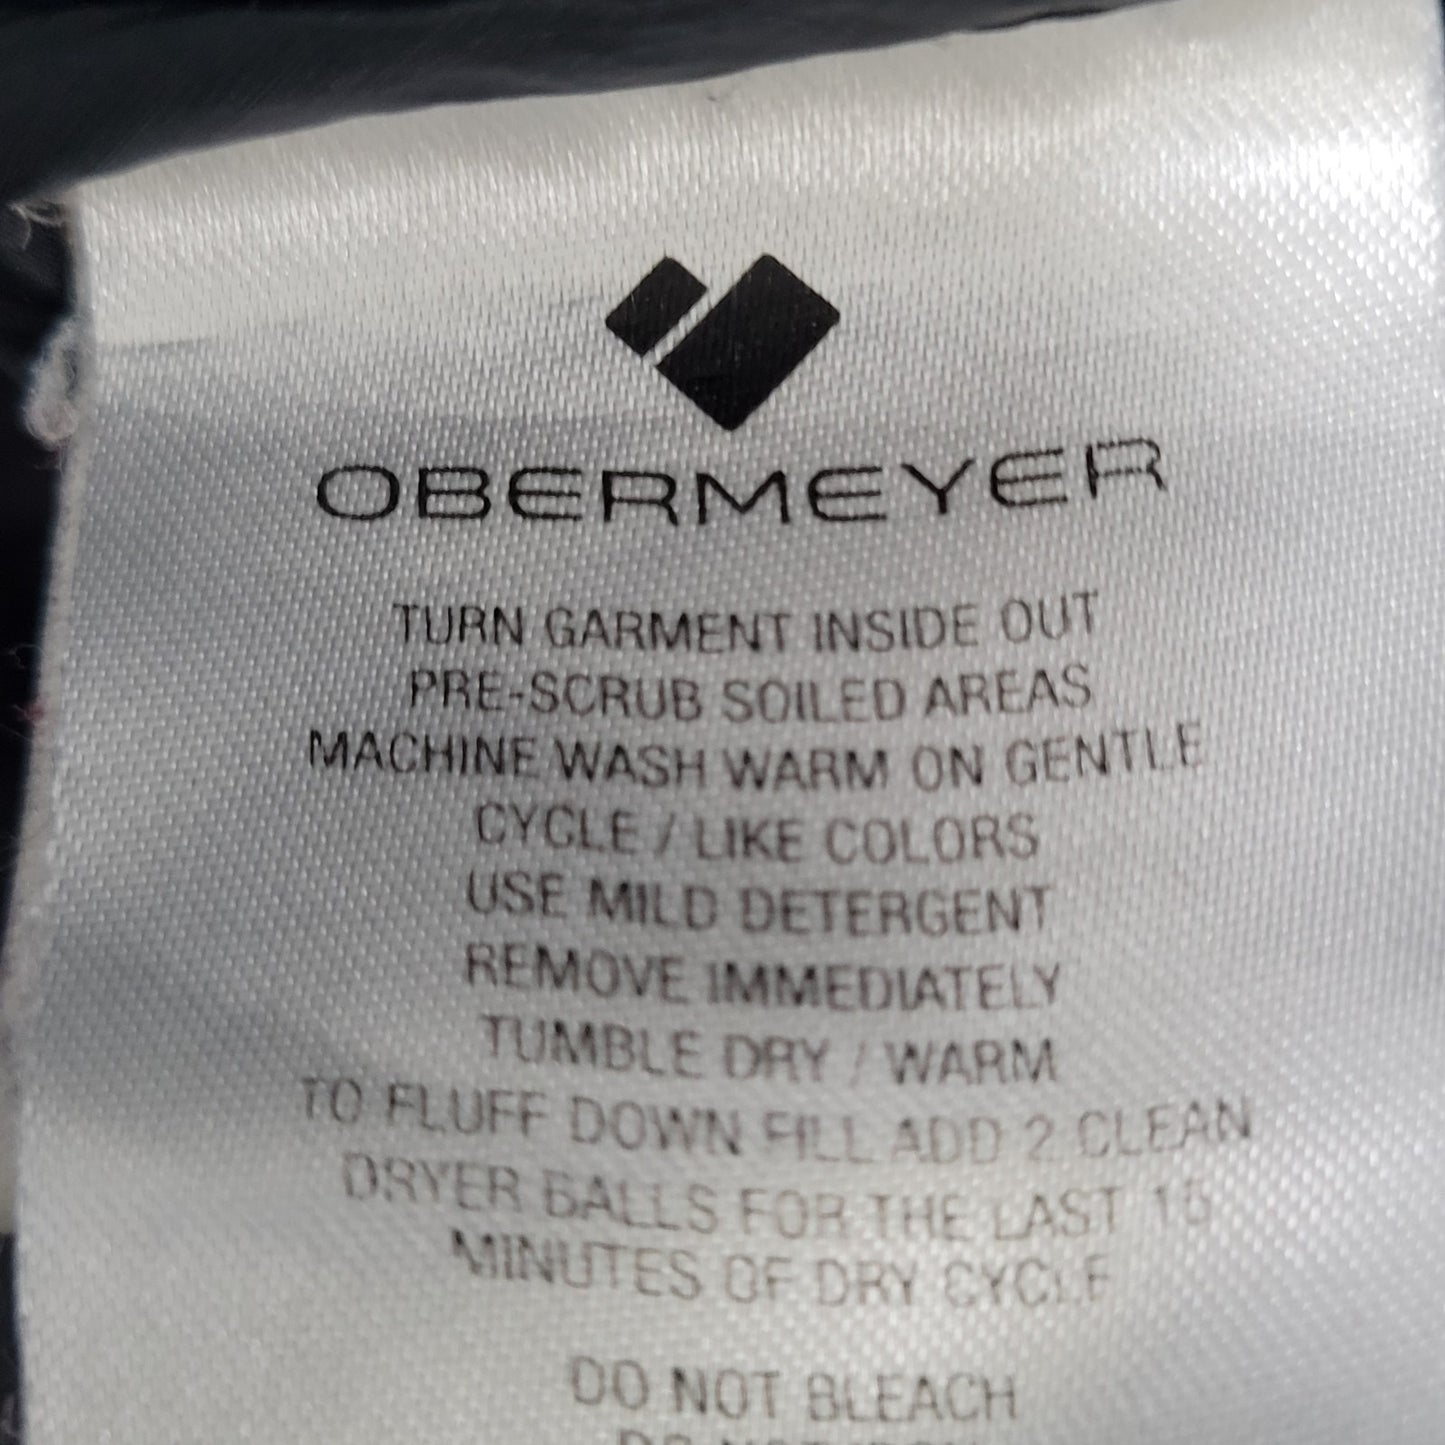 OBERMEYER
TURN GARMENT INSIDE OUT
PRE-SCRUB SOILED AREAS
MACHINE WASH WARM ON GENTLE
CYCLE / LIKE COLORS
USE MILD DETERGENT
REMOVE IMMEDIATELY
TUMBLE DRY / WARM
TO FLUFF DOWN FILL ADD 2 CLEAN
DRYER BALLS FOR THE LAST 15
MINUTES OF DRY CYCLE
DO NOT BLEACH